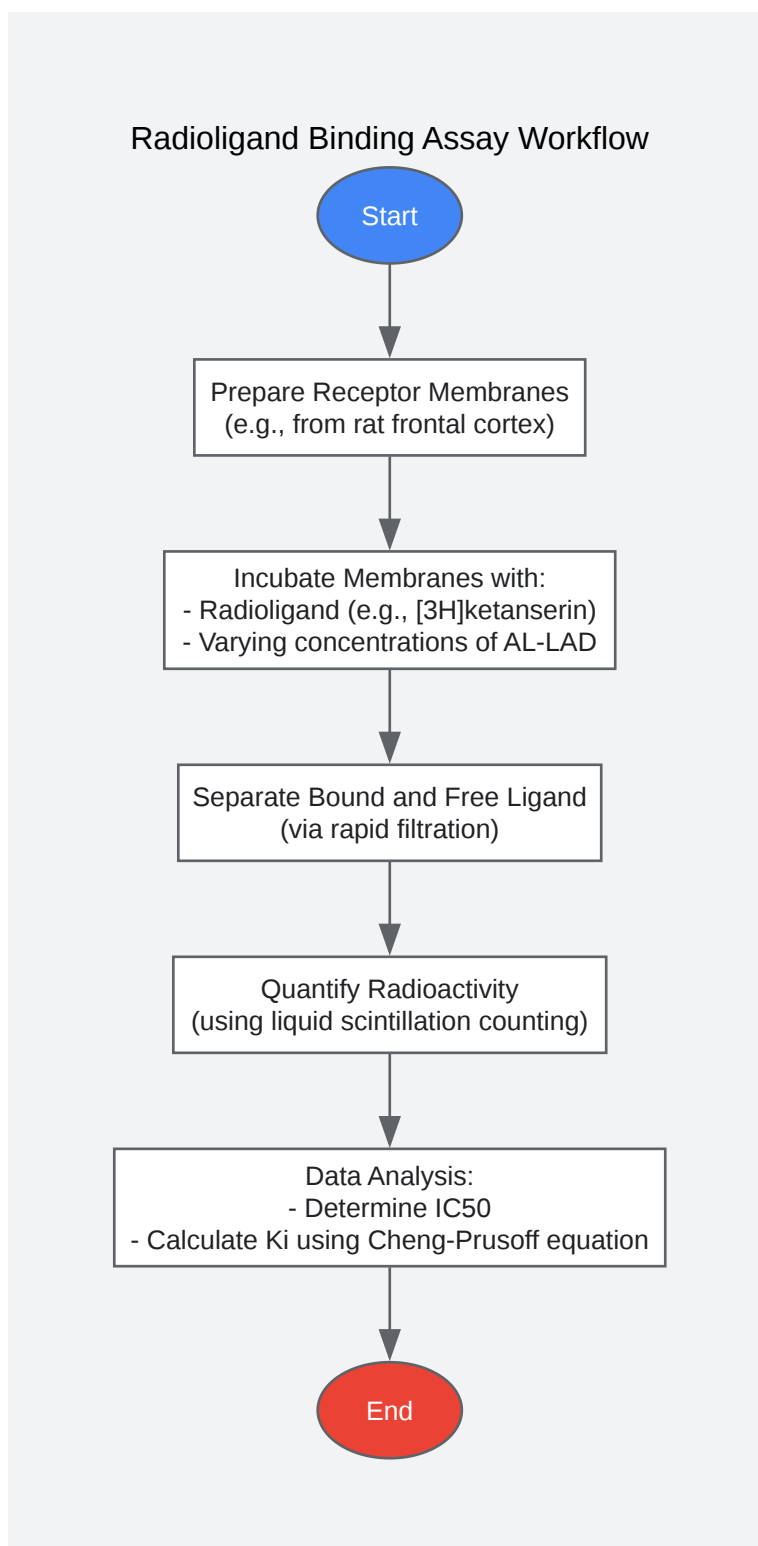 Radioligand Binding Assay Workflow
Start
Prepare Receptor Membranes
(e.g., from rat frontal cortex)
Incubate Membranes with:
- Radioligand (e.g., [3H]ketanserin)
- Varying concentrations of AL-LAD
Separate Bound and Free Ligand
(via rapid filtration)
Quantify Radioactivity
(using liquid scintillation counting)
Data Analysis:
- Determine IC50
- Calculate Ki using Cheng-Prusoff equation
End